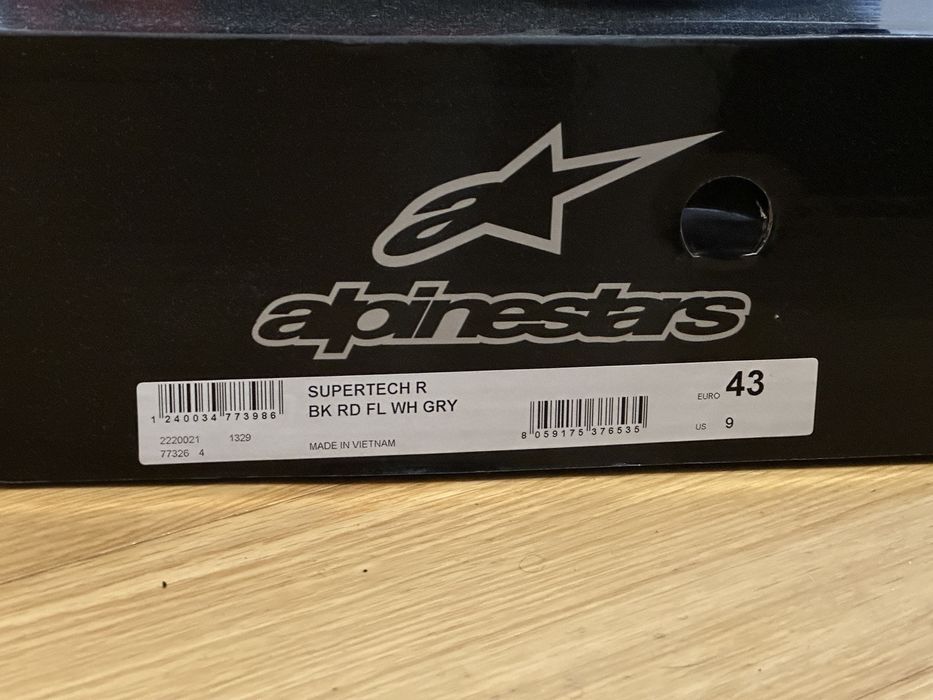 alpinestars
1 240034 773986
2220021 1329
77326 4
SUPERTECH R
BK RD FL WH GRY
MADE IN VIETNAM
8 059175 376535
EURO 43
US 9